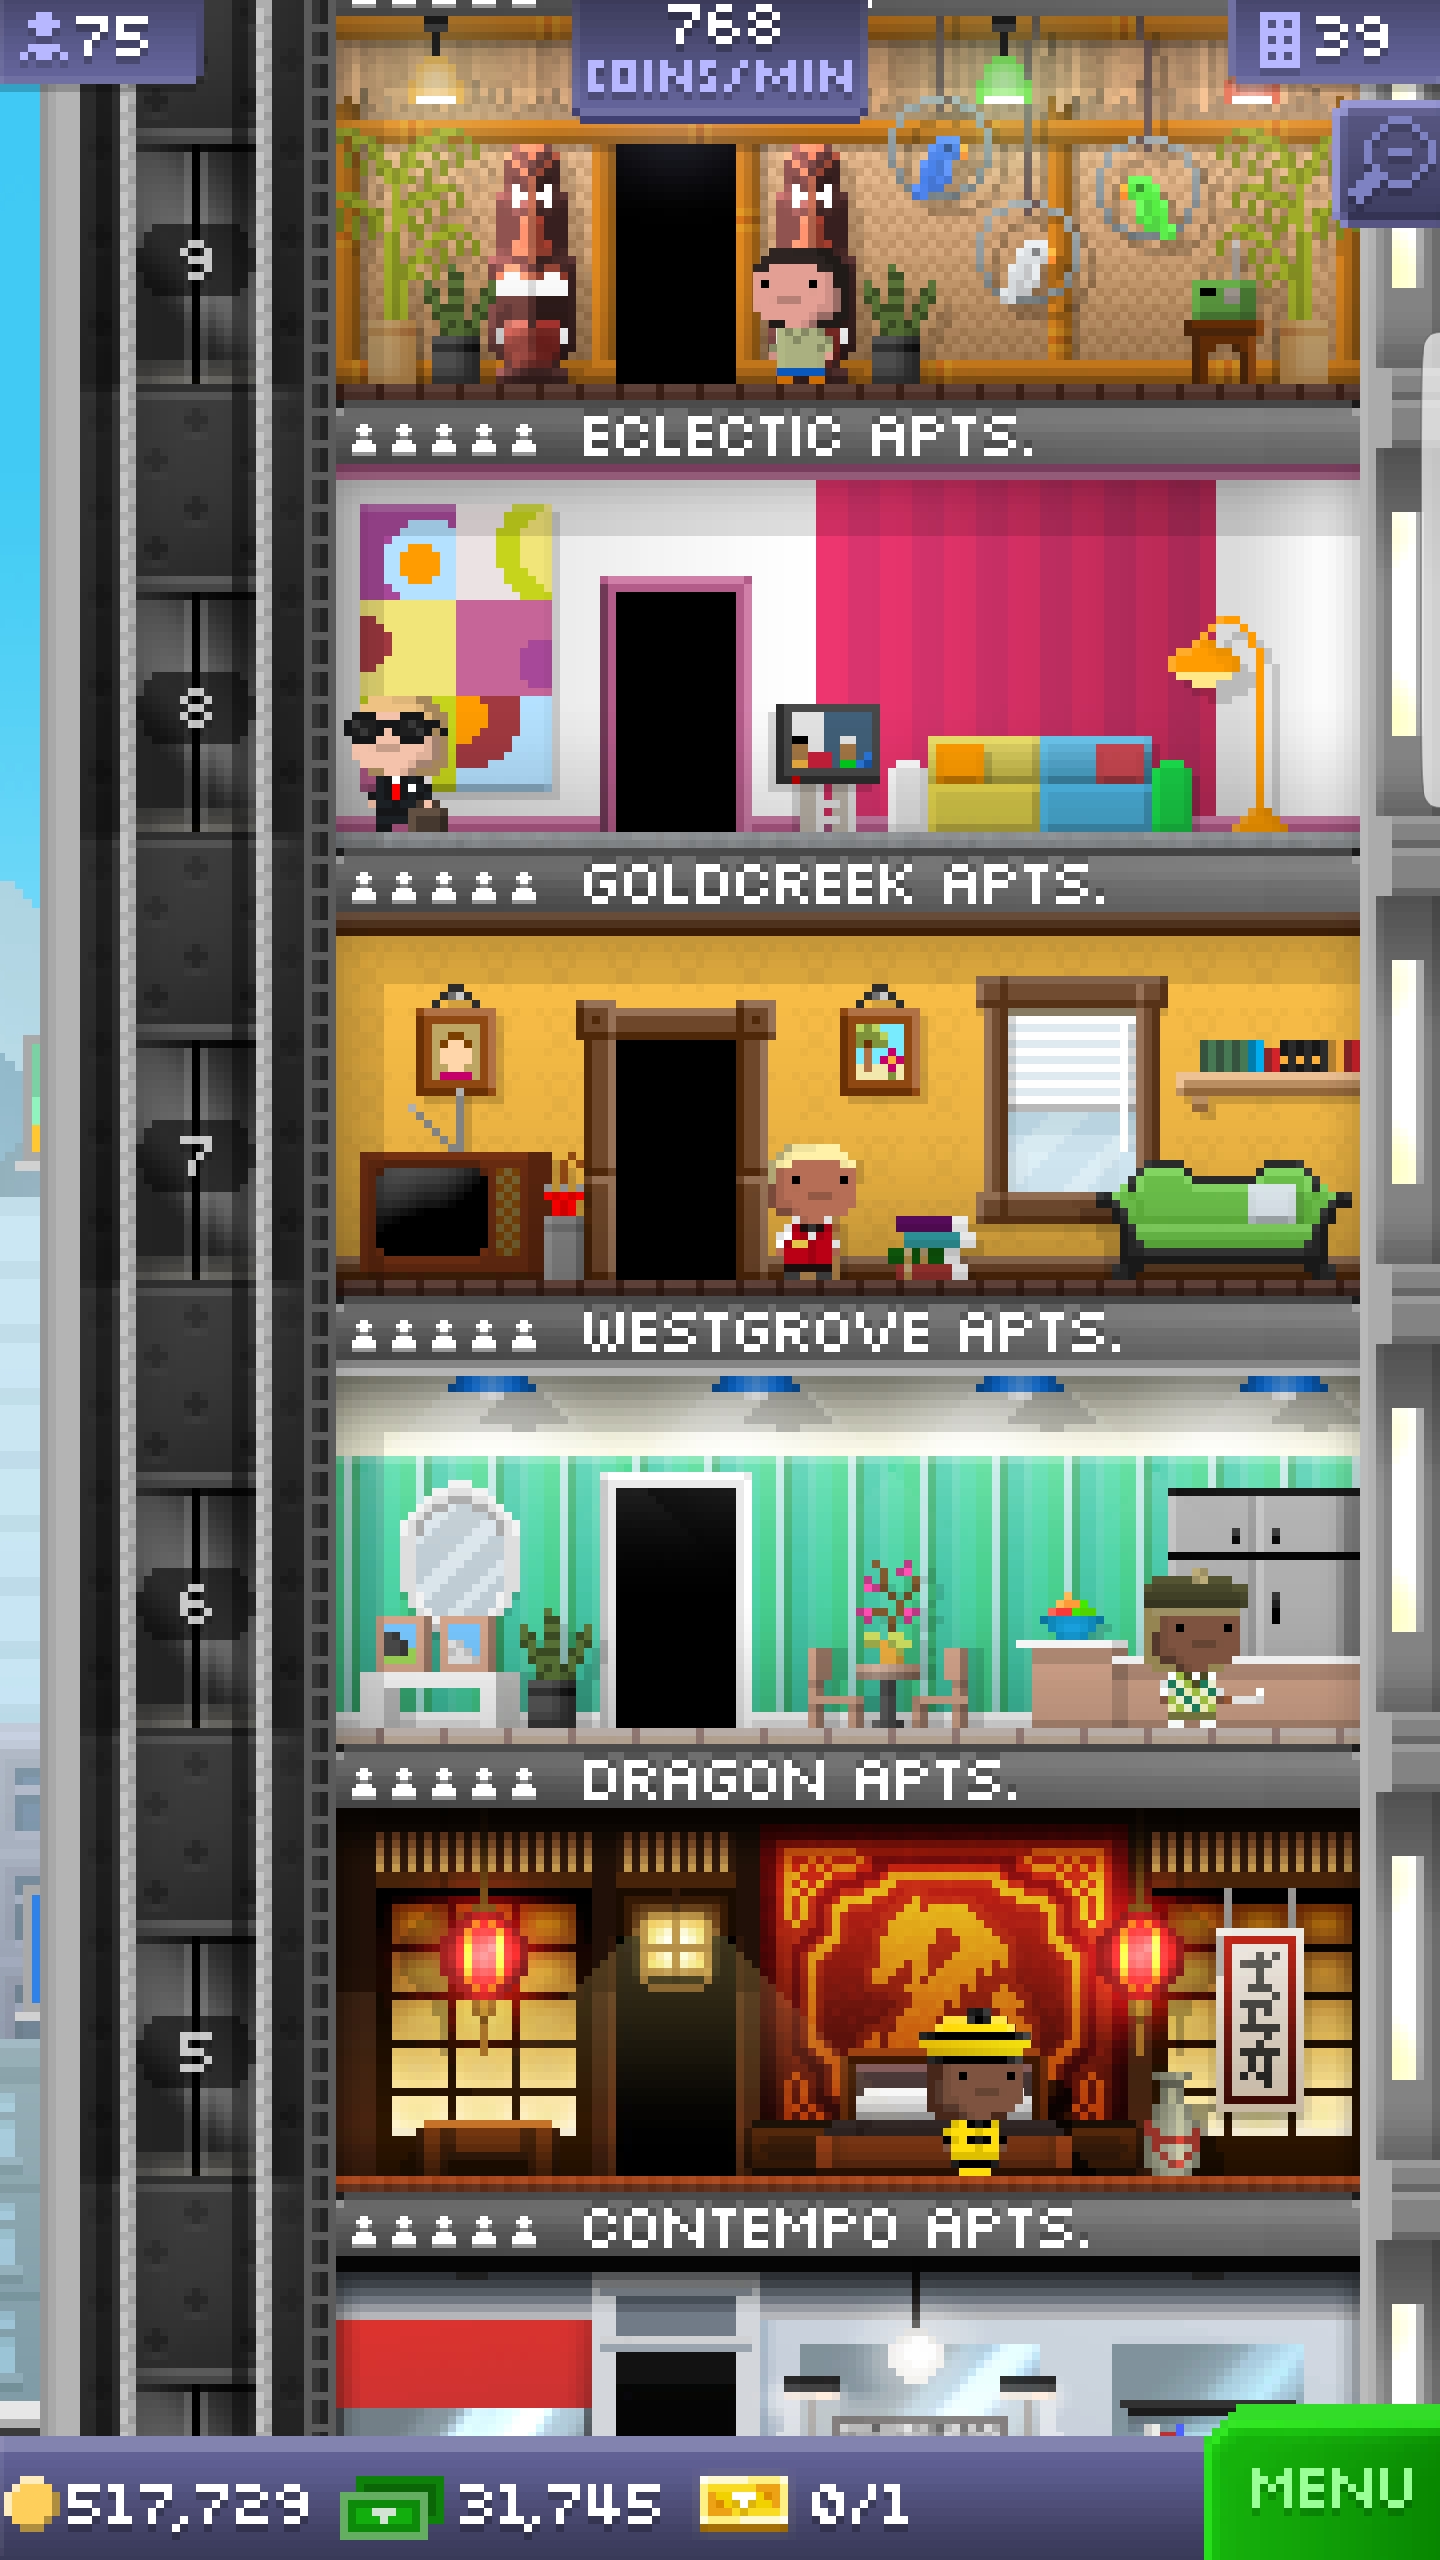 75
768
COINS/MIN
39
9
ECLECTIC APTS.
8
GOLDCREEK APTS.
7
WESTGROVE APTS.
6
DRAGON APTS.
5
CONTEMPO APTS.
517,729
31,745
0/1
MENU